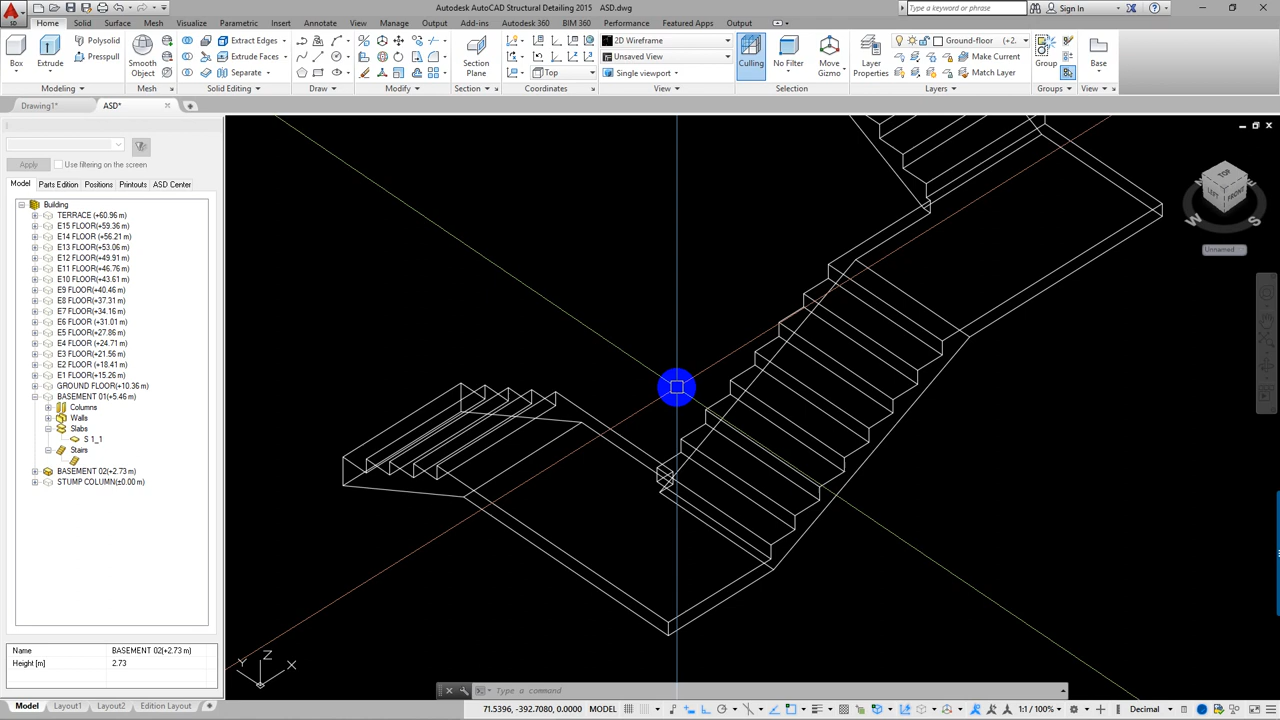 Autodesk AutoCAD Structural Detailing 2015   ASD.dwg
Type a keyword or phrase
Sign In
Home Solid Surface Mesh Visualize Parametric Insert Annotate View Manage Output Add-ins Autodesk 360 BIM 360 Performance Featured Apps Output
Box
Extrude
Polysolid
Presspull
Smooth
Object
Extract Edges
Extrude Faces
Separate
Section
Plane
Top
2D Wireframe
Unsaved View
Single viewport
Culling
No Filter
Move
Gizmo
Layer
Properties
Ground-floor (+2.
Make Current
Match Layer
Group
Base
Modeling Mesh Solid Editing Draw Modify Section Coordinates View Selection Layers Groups View
Drawing1*
ASD*
Apply
Use filtering on the screen
Model Parts Edition Positions Printouts ASD Center
Building
TERRACE (+60.96 m)
E15 FLOOR(+59.36 m)
E14 FLOOR (+56.21 m)
E13 FLOOR(+53.06 m)
E12 FLOOR(+49.91 m)
E11 FLOOR(+46.76 m)
E10 FLOOR(+43.61m)
E9 FLOOR(+40.46 m)
E8 FLOOR(+37.31 m)
E7 FLOOR(+34.16 m)
E6 FLOOR(+31.01 m)
E5 FLOOR(+27.86 m)
E4 FLOOR(+24.71 m)
E3 FLOOR(+21.56 m)
E2 FLOOR(+18.41 m)
E1 FLOOR(+15.26 m)
GROUND FLOOR(+10.36 m)
BASEMENT 01(+5.46 m)
Columns
Walls
Slabs
S 1_1
Stairs
BASEMENT 02(+2.73 m)
STUMP COLUMN(±0.00 m)
TOP
LEFT
FRONT
W
S
Unnamed
Name BASEMENT 02(+2.73 m)
Height [m] 2.73
Y Z X
Type a command
Model Layout1 Layout2 Edition Layout
71.5396, -392.7080, 0.0000 MODEL
1:1 / 100%
Decimal